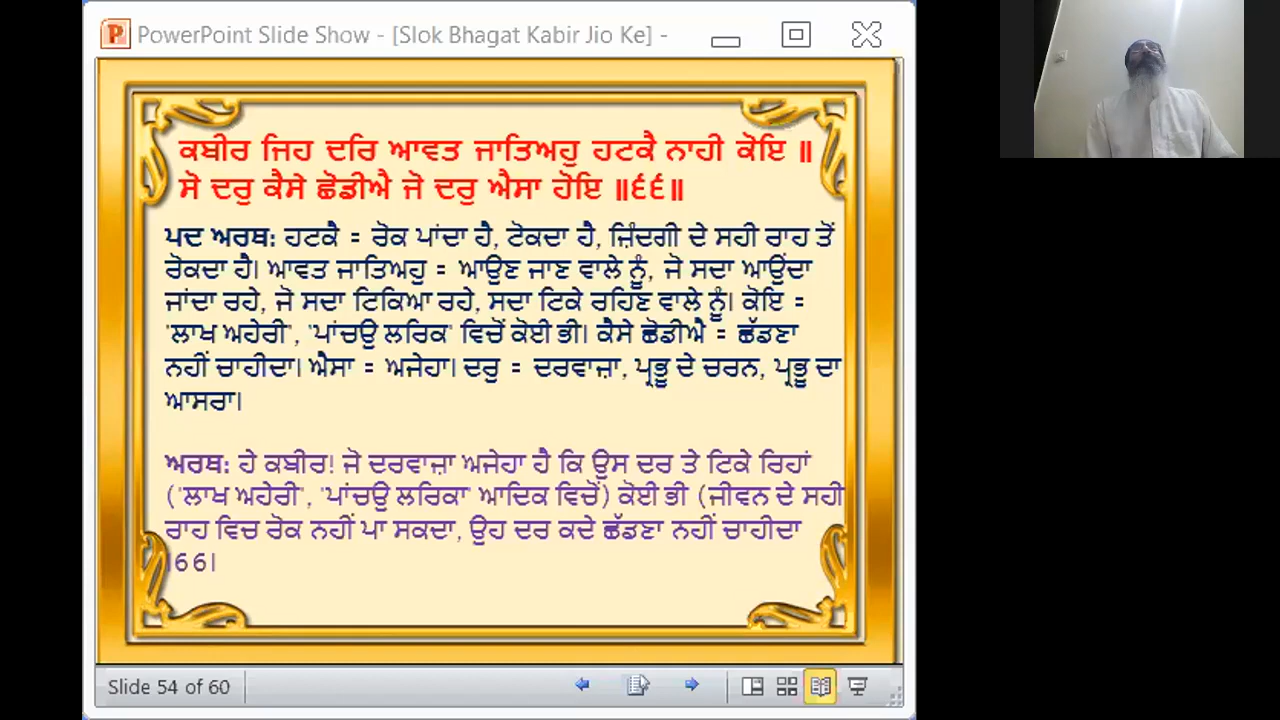 PowerPoint Slide Show - [Slok Bhagat Kabir Jio Ke] -
ਕਬੀਰ ਜਿਹ ਦਰਿ ਆਵਤ ਜਾਤਿਅਹੁ ਹਟਕੈ ਨਾਹੀ ਕੋਇ ॥
ਸੋ ਦਰੁ ਕੈਸੇ ਛੋਡੀਐ ਜੋ ਦਰੁ ਐਸਾ ਹੋਇ ॥੬੬॥
ਪਦ ਅਰਥ: ਹਟਕੈ = ਰੋਕ ਪਾਂਦਾ ਹੈ, ਟੋਕਦਾ ਹੈ, ਜ਼ਿੰਦਗੀ ਦੇ ਸਹੀ ਰਾਹ ਤੋਂ
ਰੋਕਦਾ ਹੈ। ਆਵਤ ਜਾਤਿਅਹੁ = ਆਉਣ ਜਾਣ ਵਾਲੇ ਨੂੰ, ਜੋ ਸਦਾ ਆਉਂਦਾ
ਜਾਂਦਾ ਰਹੇ, ਜੋ ਸਦਾ ਟਿਕਿਆ ਰਹੇ, ਸਦਾ ਟਿਕੇ ਰਹਿਣ ਵਾਲੇ ਨੂੰ। ਕੋਇ =
'ਲਾਖ ਅਹੇਰੀ', 'ਪਾਂਚਉ ਲਰਿਕ' ਵਿਚੋਂ ਕੋਈ ਭੀ। ਕੈਸੇ ਛੋਡੀਐ = ਛੱਡਣਾ
ਨਹੀਂ ਚਾਹੀਦਾ। ਐਸਾ = ਅਜੇਹਾ। ਦਰੁ = ਦਰਵਾਜ਼ਾ, ਪ੍ਰਭੂ ਦੇ ਚਰਨ, ਪ੍ਰਭੂ ਦਾ
ਆਸਰਾ।
ਅਰਥ: ਹੇ ਕਬੀਰ! ਜੋ ਦਰਵਾਜ਼ਾ ਅਜੇਹਾ ਹੈ ਕਿ ਉਸ ਦਰ ਤੇ ਟਿਕੇ ਰਿਹਾਂ
('ਲਾਖ ਅਹੇਰੀ', 'ਪਾਂਚਉ ਲਰਿਕਾ' ਆਦਿਕ ਵਿਚੋਂ) ਕੋਈ ਭੀ (ਜੀਵਨ ਦੇ ਸਹੀ
ਰਾਹ ਵਿਚ ਰੋਕ ਨਹੀਂ ਪਾ ਸਕਦਾ, ਉਹ ਦਰ ਕਦੇ ਛੱਡਣਾ ਨਹੀਂ ਚਾਹੀਦਾ
।66।
Slide 54 of 60